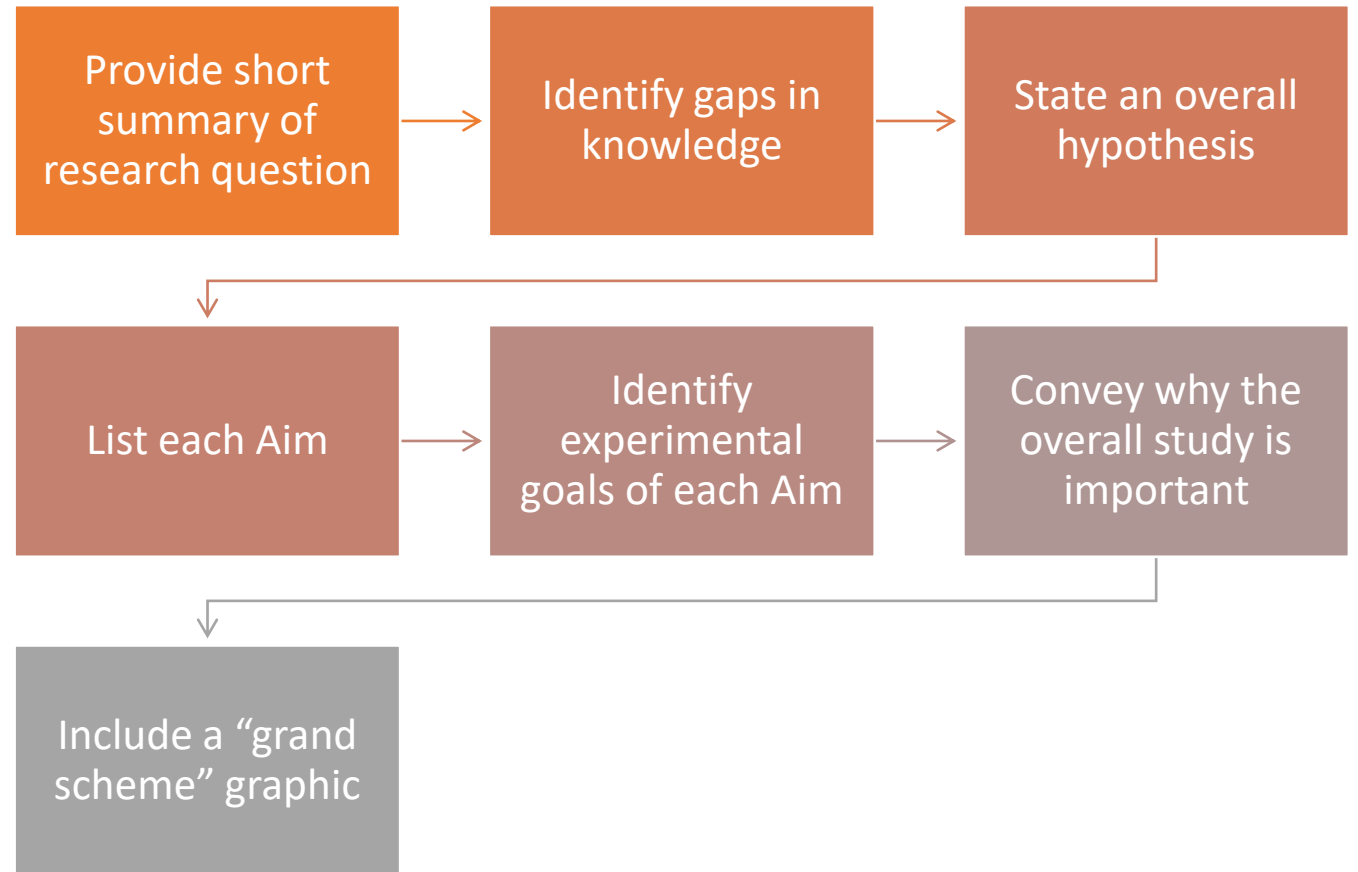 Provide short
summary of
research question
Identify gaps in
knowledge
State an overall
hypothesis
List each Aim
Identify
experimental
goals of each Aim
Convey why the
overall study is
important
Include a “grand
scheme” graphic